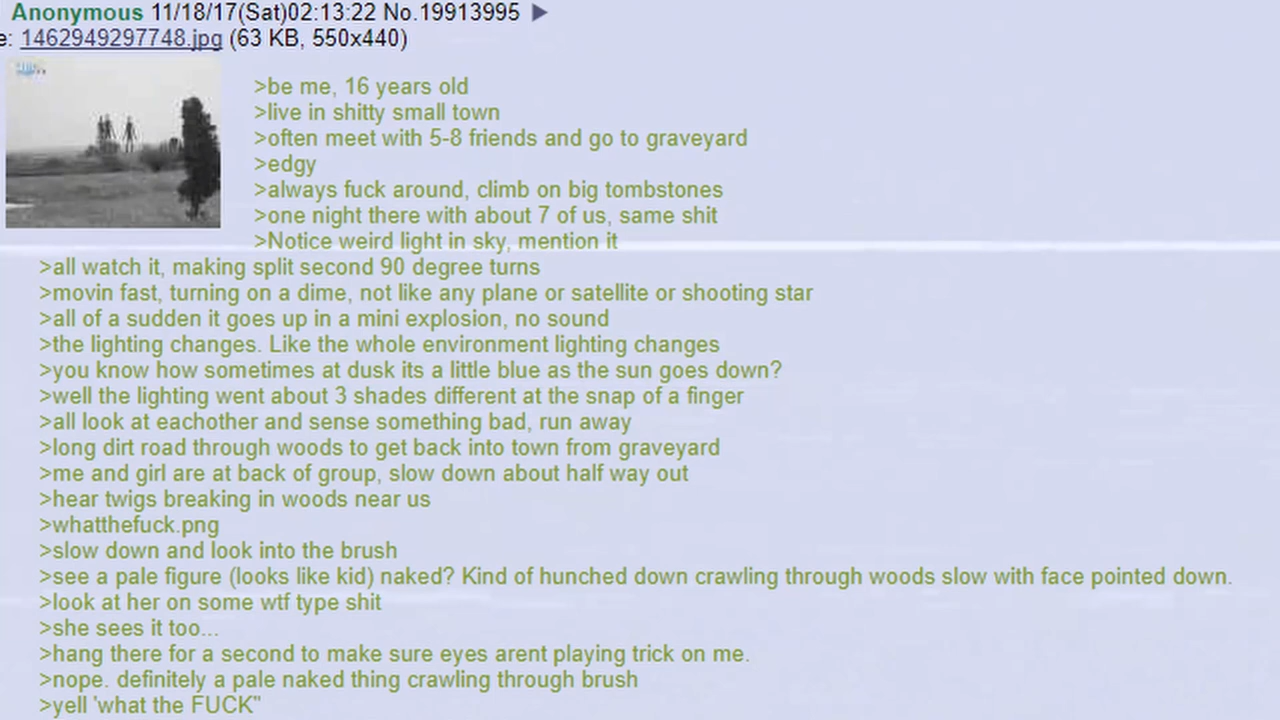 Anonymous 11/18/17(Sat)02:13:22 No.19913995 ▶
e: 1462949297748.jpg (63 KB, 550x440)
>be me, 16 years old
>live in shitty small town
>often meet with 5-8 friends and go to graveyard
>edgy
>always fuck around, climb on big tombstones
>one night there with about 7 of us, same shit
>Notice weird light in sky, mention it
>all watch it, making split second 90 degree turns
>movin fast, turning on a dime, not like any plane or satellite or shooting star
>all of a sudden it goes up in a mini explosion, no sound
>the lighting changes. Like the whole environment lighting changes
>you know how sometimes at dusk its a little blue as the sun goes down?
>well the lighting went about 3 shades different at the snap of a finger
>all look at eachother and sense something bad, run away
>long dirt road through woods to get back into town from graveyard
>me and girl are at back of group, slow down about half way out
>hear twigs breaking in woods near us
>whatthefuck.png
>slow down and look into the brush
>see a pale figure (looks like kid) naked? Kind of hunched down crawling through woods slow with face pointed down.
>look at her on some wtf type shit
>she sees it too...
>hang there for a second to make sure eyes arent playing trick on me.
>nope. definitely a pale naked thing crawling through brush
>yell 'what the FUCK"